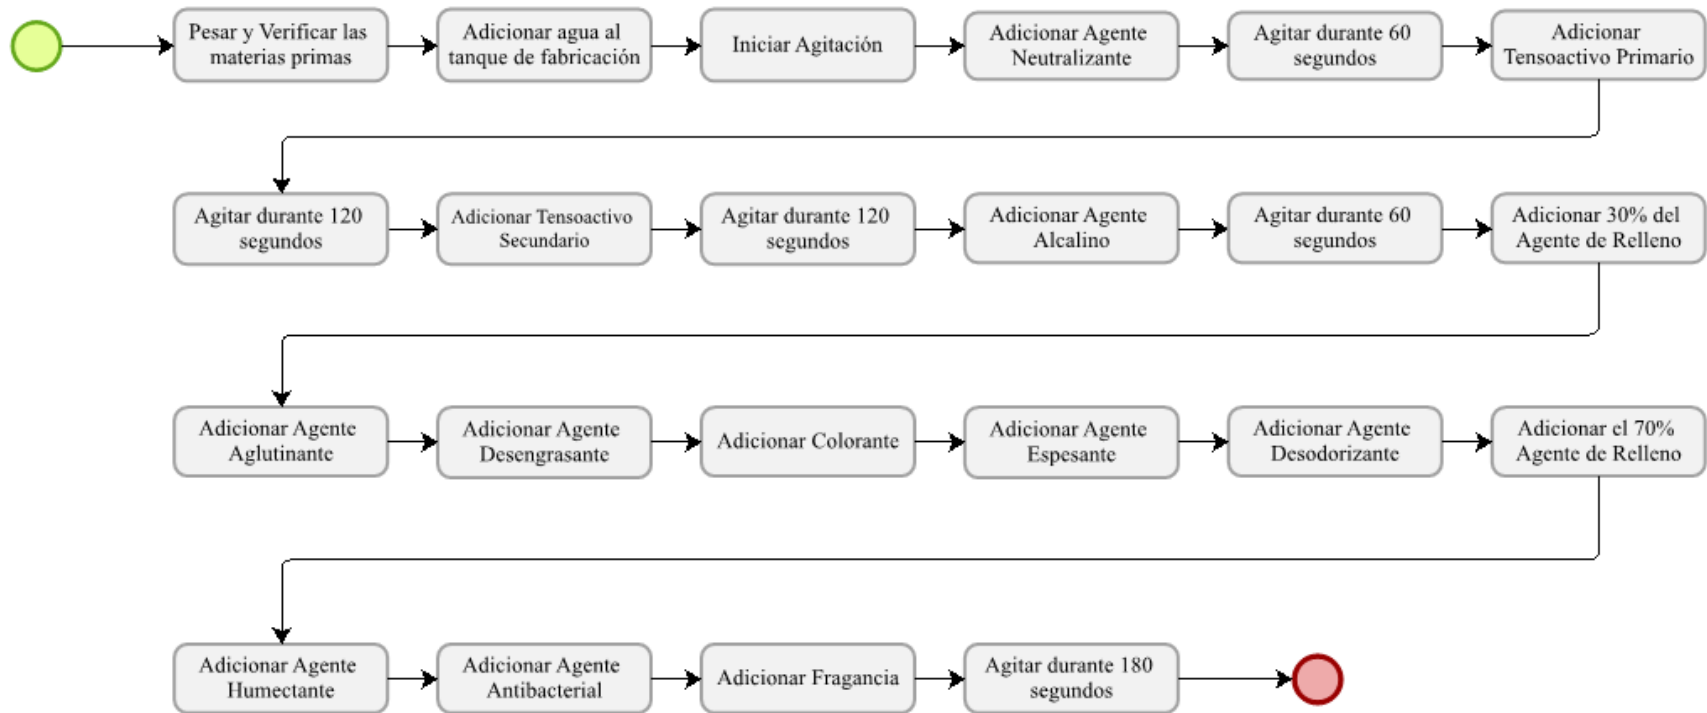 Pesar y Verificar las
materias primas
Adicionar agua al
tanque de fabricación
Iniciar Agitación
Adicionar Agente
Neutralizante
Agitar durante 60
segundos
Adicionar
Tensoactivo Primario
Agitar durante 120
segundos
Adicionar Tensoactivo
Secundario
Agitar durante 120
segundos
Adicionar Agente
Alcalino
Agitar durante 60
segundos
Adicionar 30% del
Agente de Relleno
Adicionar Agente
Aglutinante
Adicionar Agente
Desengrasante
Adicionar Colorante
Adicionar Agente
Espesante
Adicionar Agente
Desodorizante
Adicionar el 70%
Agente de Relleno
Adicionar Agente
Humectante
Adicionar Agente
Antibacterial
Adicionar Fragancia
Agitar durante 180
segundos